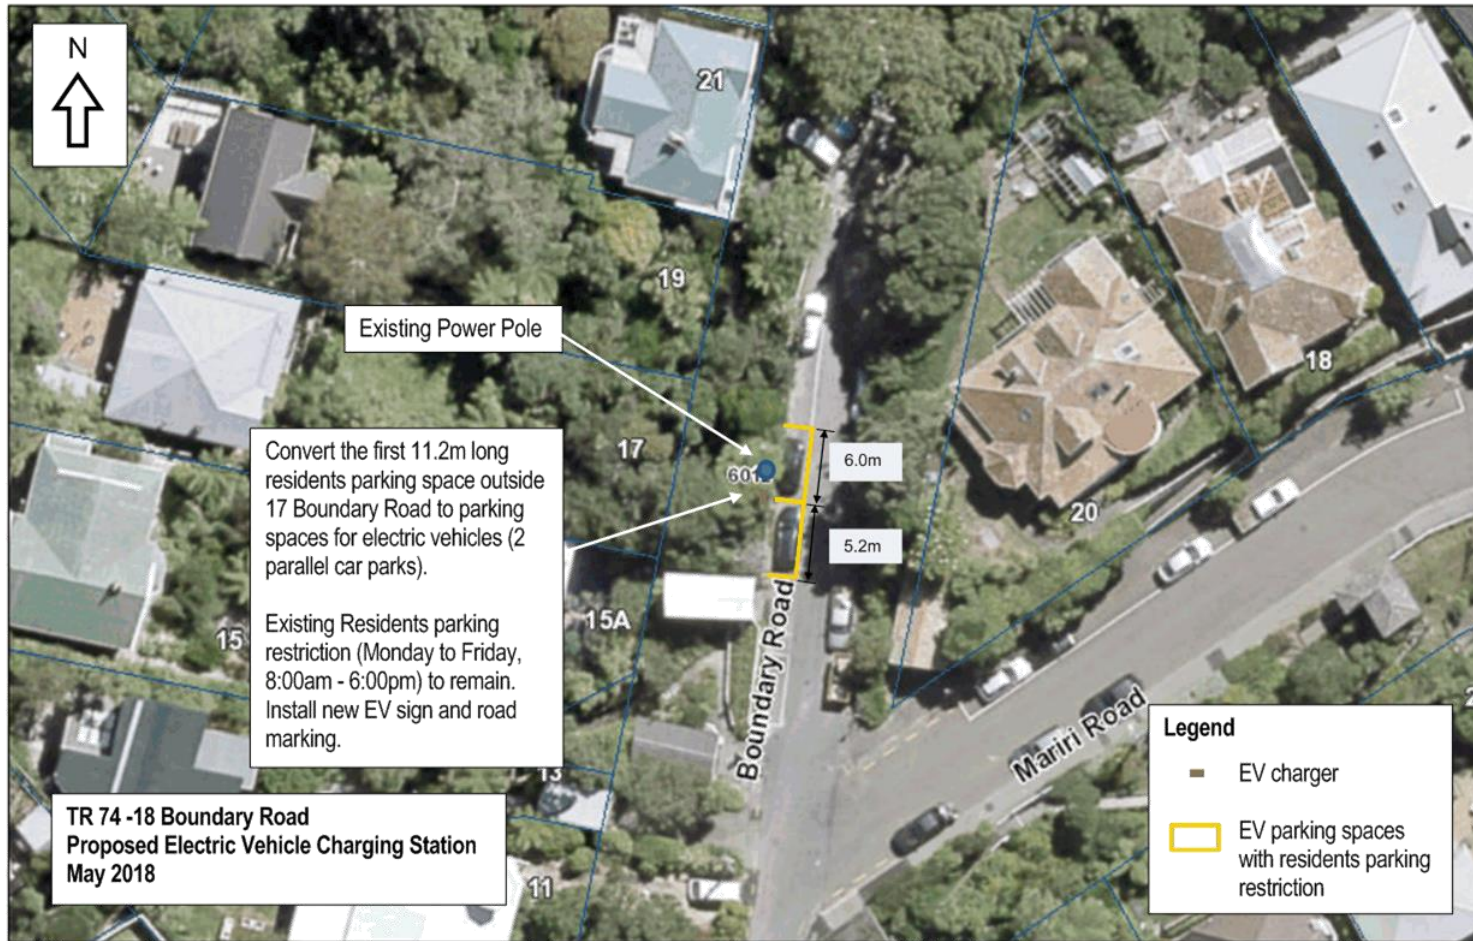 N
21
19
Existing Power Pole
18
Convert the first 11.2m long
residents parking space outside
17 Boundary Road to parking
spaces for electric vehicles (2
parallel car parks).
Existing Residents parking
restriction (Monday to Friday,
8:00am - 6:00pm) to remain.
Install new EV sign and road
marking.
17
601
6.0m
5.2m
20
15
15A
Boundary Road
Mariri Road
13
11
TR 74 -18 Boundary Road
Proposed Electric Vehicle Charging Station
May 2018
Legend
EV charger
EV parking spaces
with residents parking
restriction